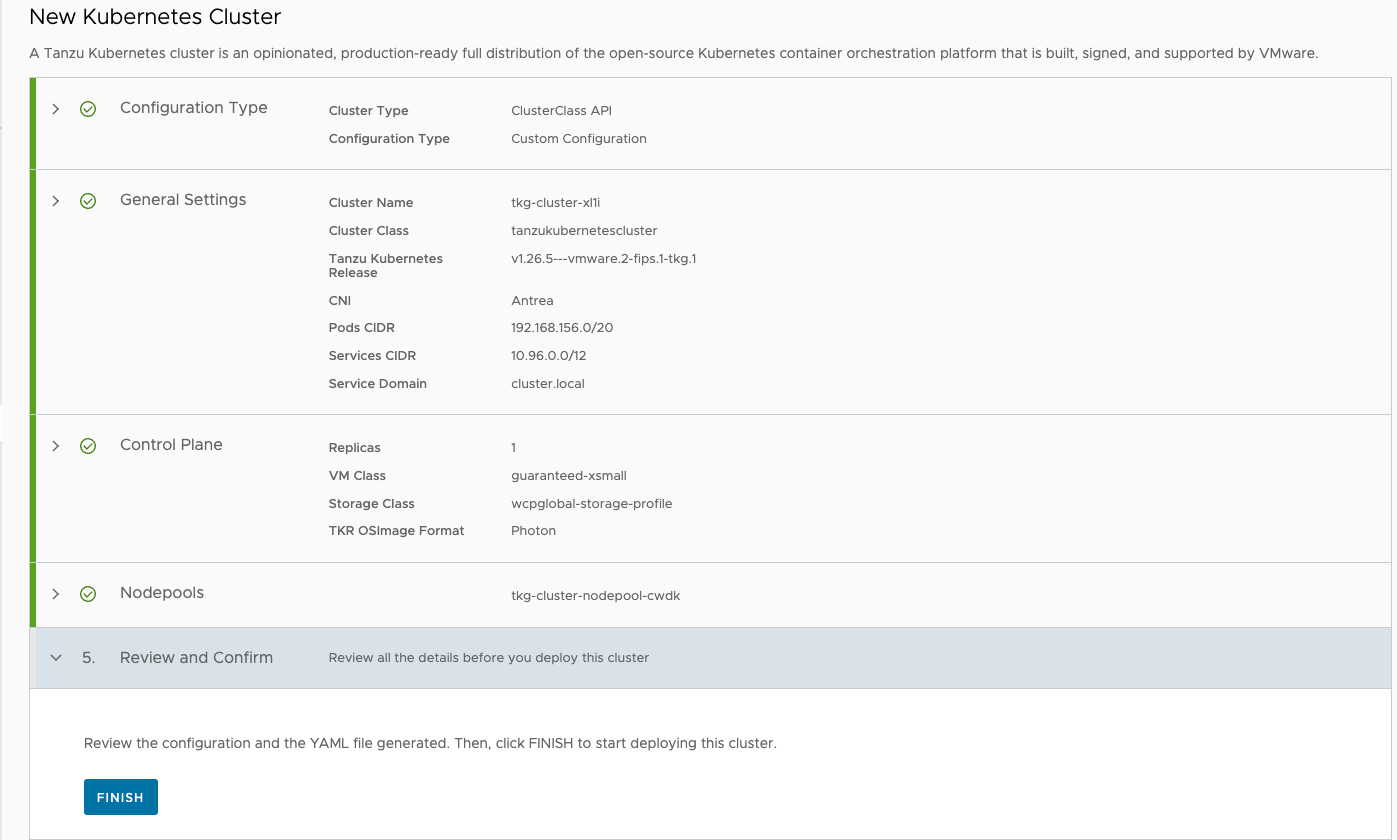 New Kubernetes Cluster
A Tanzu Kubernetes cluster is an opinionated, production-ready full distribution of the open-source Kubernetes container orchestration platform that is built, signed, and supported by VMware.
Configuration Type
Cluster Type ClusterClass API
Configuration Type Custom Configuration
General Settings
Cluster Name tkg-cluster-xl1i
Cluster Class tanzukubernetescluster
Tanzu Kubernetes v1.26.5---vmware.2-fips.1-tkg.1
Release
CNI Antrea
Pods CIDR 192.168.156.0/20
Services CIDR 10.96.0.0/12
Service Domain cluster.local
Control Plane
Replicas 1
VM Class guaranteed-xsmall
Storage Class wcpglobal-storage-profile
TKR OSImage Format Photon
Nodepools tkg-cluster-nodepool-cwdk
5. Review and Confirm Review all the details before you deploy this cluster
Review the configuration and the YAML file generated. Then, click FINISH to start deploying this cluster.
FINISH